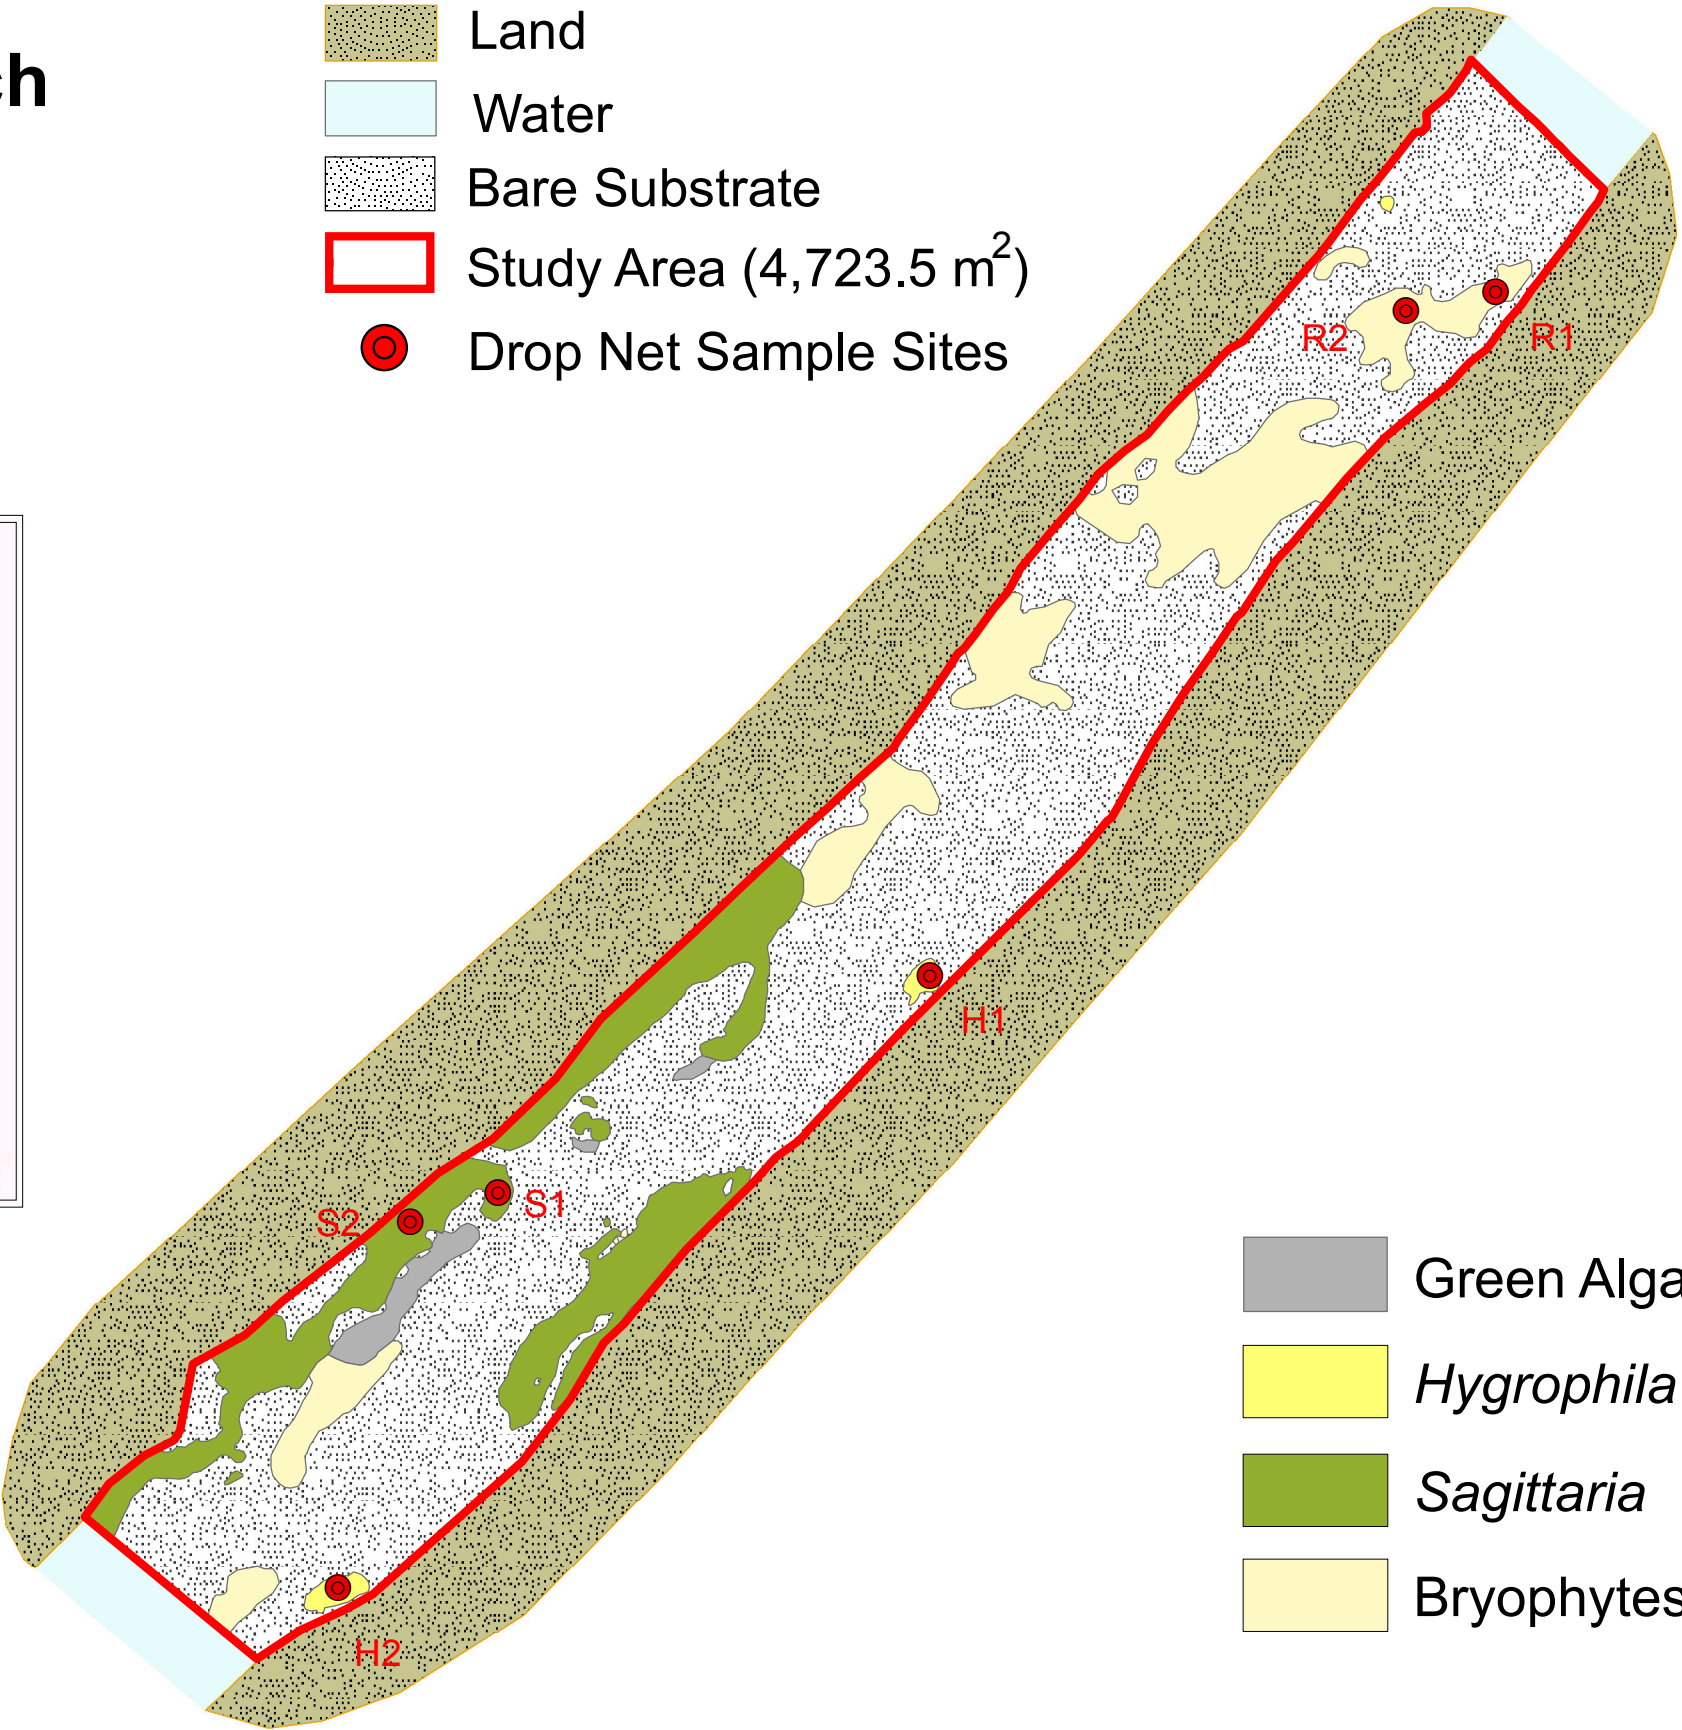 Land
ch
Water
Bare Substrate
Study Area (4,723.5 m²)
Drop Net Sample Sites
R2
R1
H1
S1
S2
H2
Green Alga
Hygrophila
Sagittaria
Bryophytes